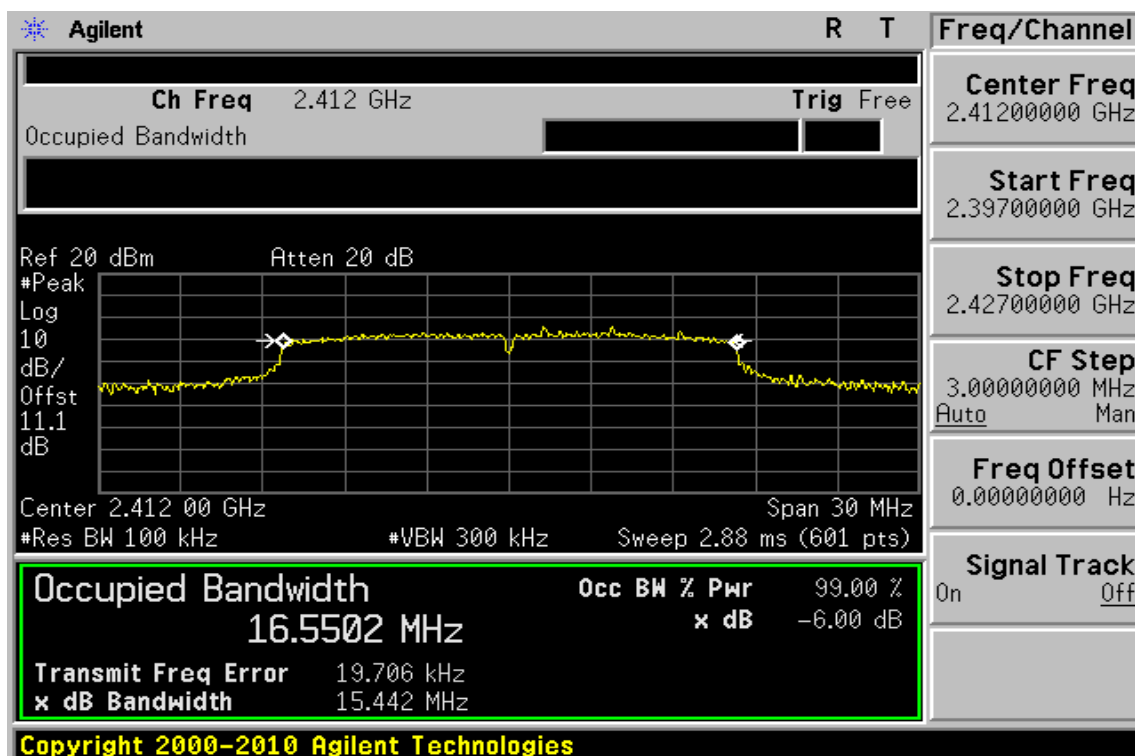 Agilent R T
Freq/Channel
Ch Freq 2.412 GHz Trig Free
Occupied Bandwidth
Center Freq
2.41200000 GHz
Start Freq
2.39700000 GHz
Stop Freq
2.42700000 GHz
CF Step
3.00000000 MHz
Auto Man
Freq Offset
0.00000000 Hz
Signal Track
On Off
Ref 20 dBm Atten 20 dB
#Peak
Log
10
dB/
Offst
11.1
dB
Center 2.412 00 GHz Span 30 MHz
#Res BW 100 kHz #VBW 300 kHz Sweep 2.88 ms (601 pts)
Occupied Bandwidth Occ BW % Pwr 99.00 %
16.5502 MHz x dB -6.00 dB
Transmit Freq Error 19.706 kHz
x dB Bandwidth 15.442 MHz
Copyright 2000-2010 Agilent Technologies